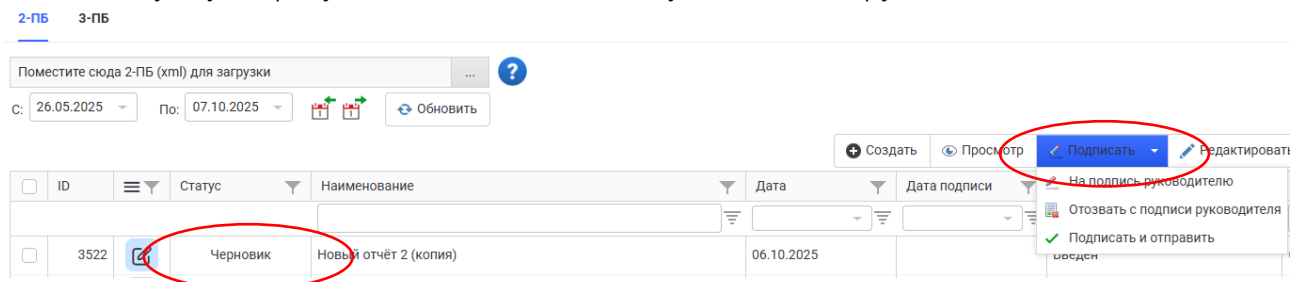 2-ПБ 3-ПБ
Поместите сюда 2-ПБ (xml) для загрузки ... ?
С: 26.05.2025 По: 07.10.2025 1 1 Обновить
Создать Просмотр Подписать Редактировать
ID Статус Наименование Дата Дата подписи На подпись руководителю
Отозвать с подписи руководителя
Подписать и отправить
3522 Черновик Новый отчёт 2 (копия) 06.10.2025 Введен